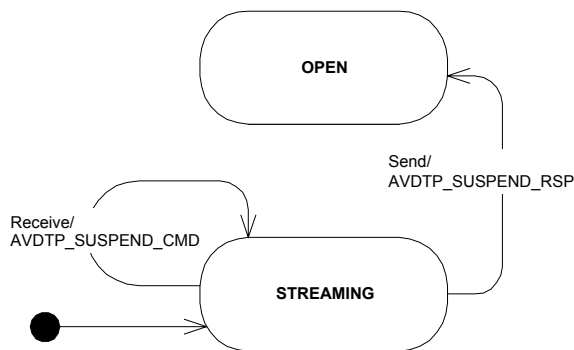 OPEN
Send/
AVDTP_SUSPEND_RSP
Receive/
AVDTP_SUSPEND_CMD
STREAMING